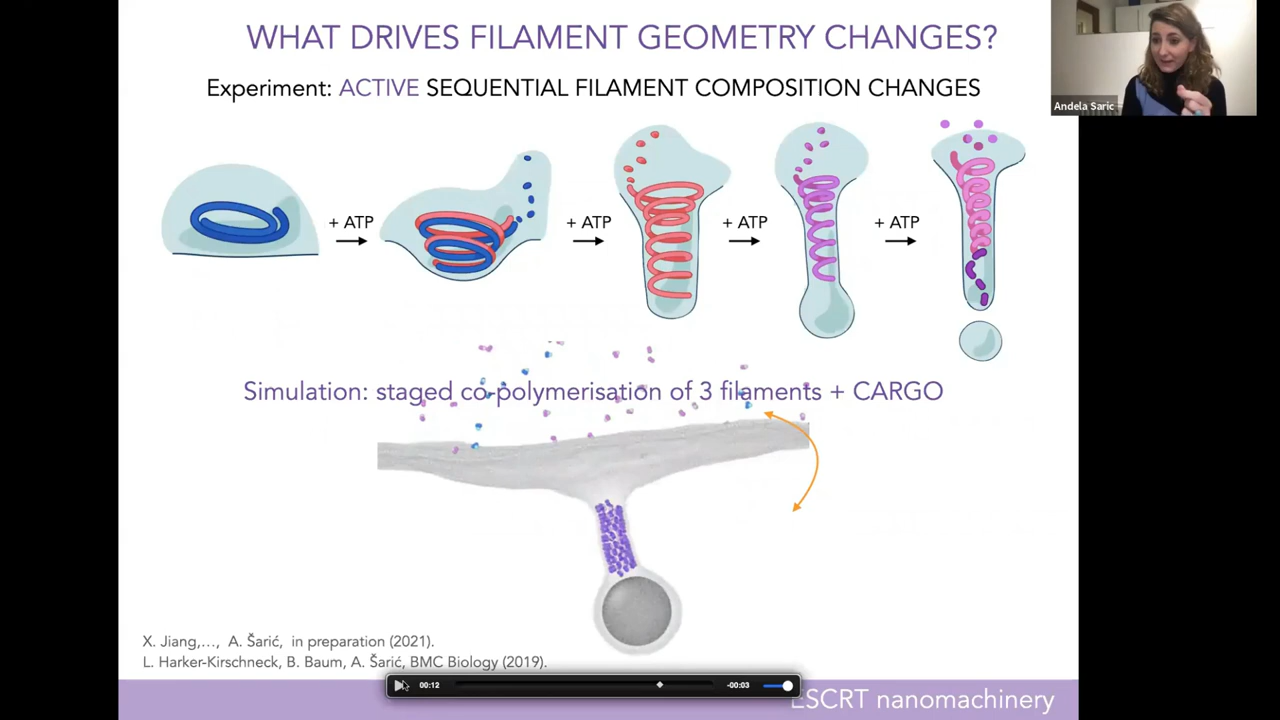 WHAT DRIVES FILAMENT GEOMETRY CHANGES?
Experiment: ACTIVE SEQUENTIAL FILAMENT COMPOSITION CHANGES
Andela Saric
+ ATP
+ ATP
+ ATP
+ ATP
Simulation: staged co-polymerisation of 3 filaments + CARGO
X. Jiang,..., A. Šarić, in preparation (2021).
L. Harker-Kirschneck, B. Baum, A. Šarić, BMC Biology (2019).
00:12
-00:03
ESCRT nanomachinery